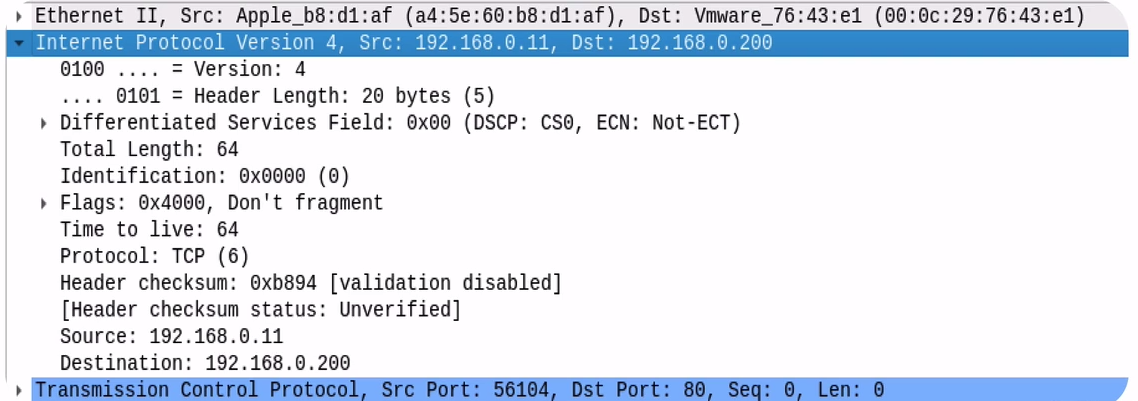 Ethernet II, Src: Apple_b8:d1:af (a4:5e:60:b8:d1:af), Dst: Vmware_76:43:e1 (00:0c:29:76:43:e1)
Internet Protocol Version 4, Src: 192.168.0.11, Dst: 192.168.0.200
0100 .... = Version: 4
.... 0101 = Header Length: 20 bytes (5)
Differentiated Services Field: 0x00 (DSCP: CS0, ECN: Not-ECT)
Total Length: 64
Identification: 0x0000 (0)
Flags: 0x4000, Don't fragment
Time to live: 64
Protocol: TCP (6)
Header checksum: 0xb894 [validation disabled]
[Header checksum status: Unverified]
Source: 192.168.0.11
Destination: 192.168.0.200
Transmission Control Protocol, Src Port: 56104, Dst Port: 80, Seq: 0, Len: 0